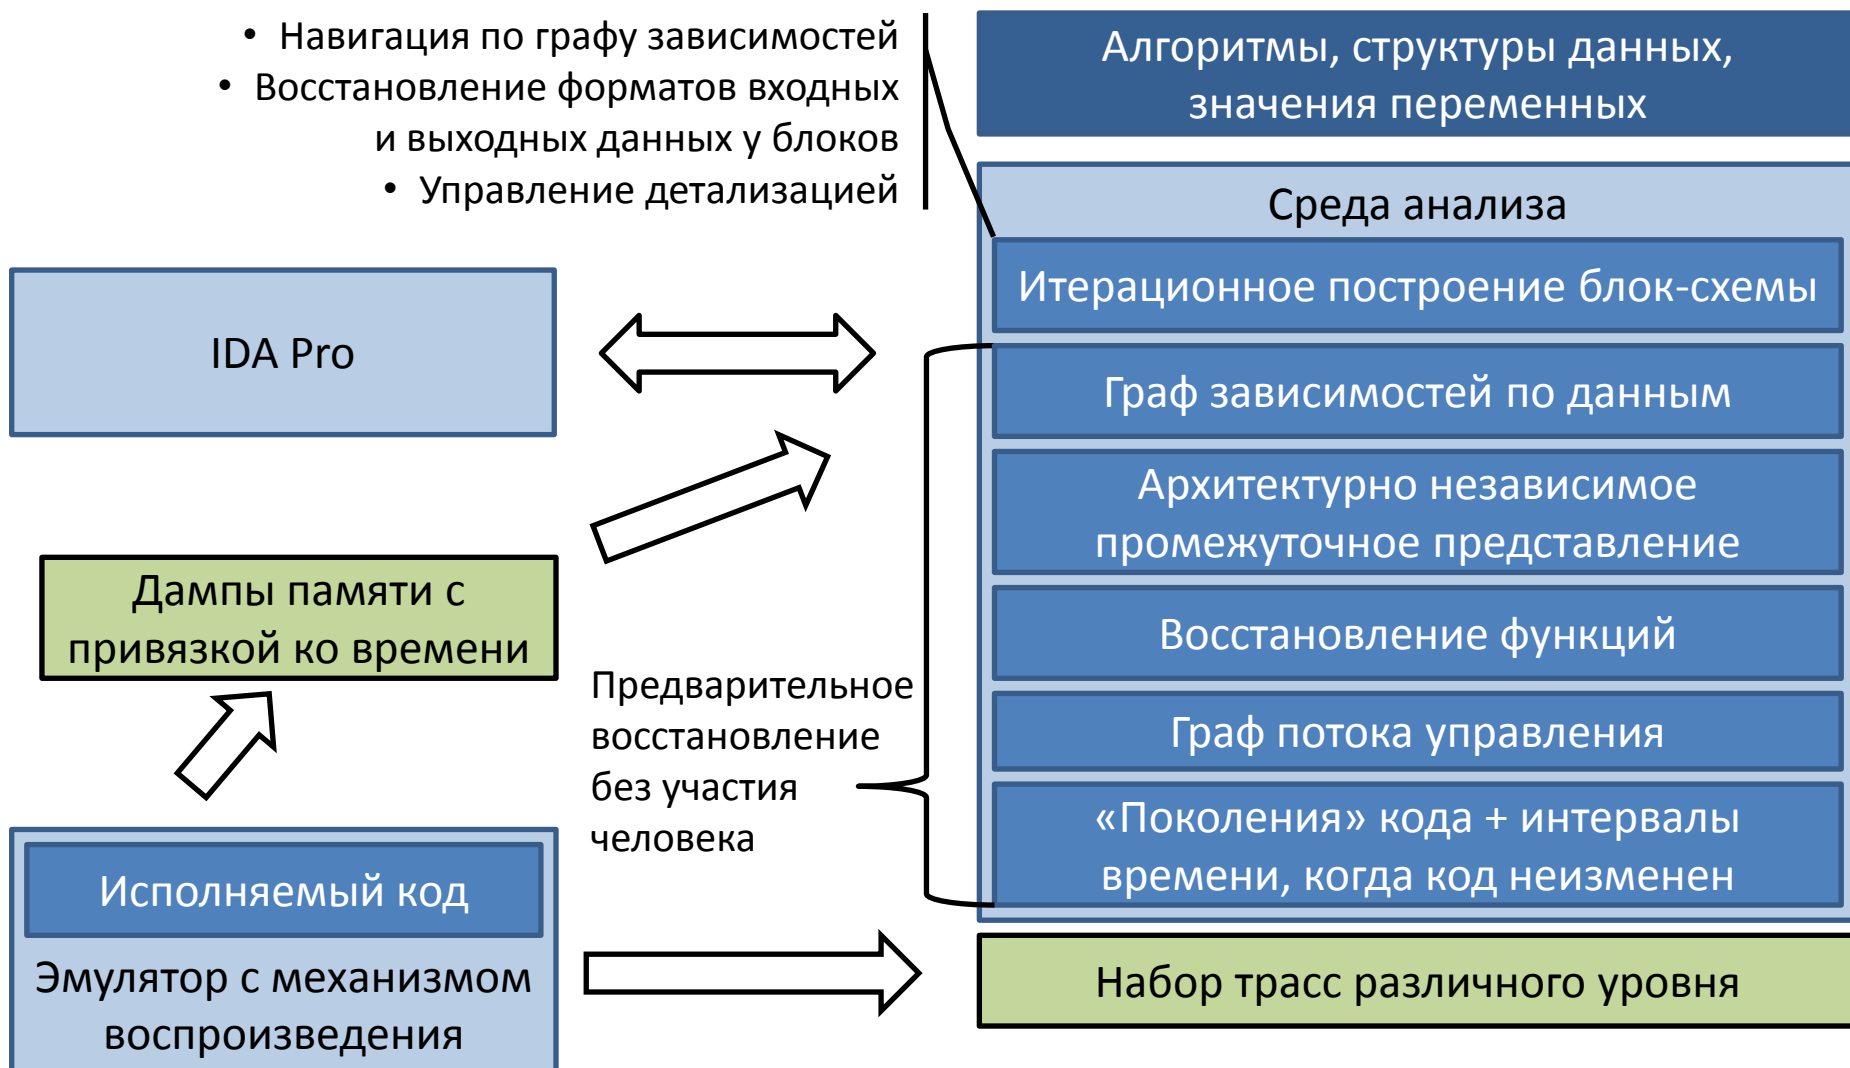 • Навигация по графу зависимостей
• Восстановление форматов входных
и выходных данных у блоков
• Управление детализацией
Алгоритмы, структуры данных,
значения переменных
Среда анализа
Итерационное построение блок-схемы
IDA Pro
Граф зависимостей по данным
Архитектурно независимое
промежуточное представление
Дампы памяти с
привязкой ко времени
Восстановление функций
Предварительное
восстановление
без участия
человека
Граф потока управления
«Поколения» кода + интервалы
времени, когда код неизменен
Исполняемый код
Эмулятор с механизмом
воспроизведения
Набор трасс различного уровня